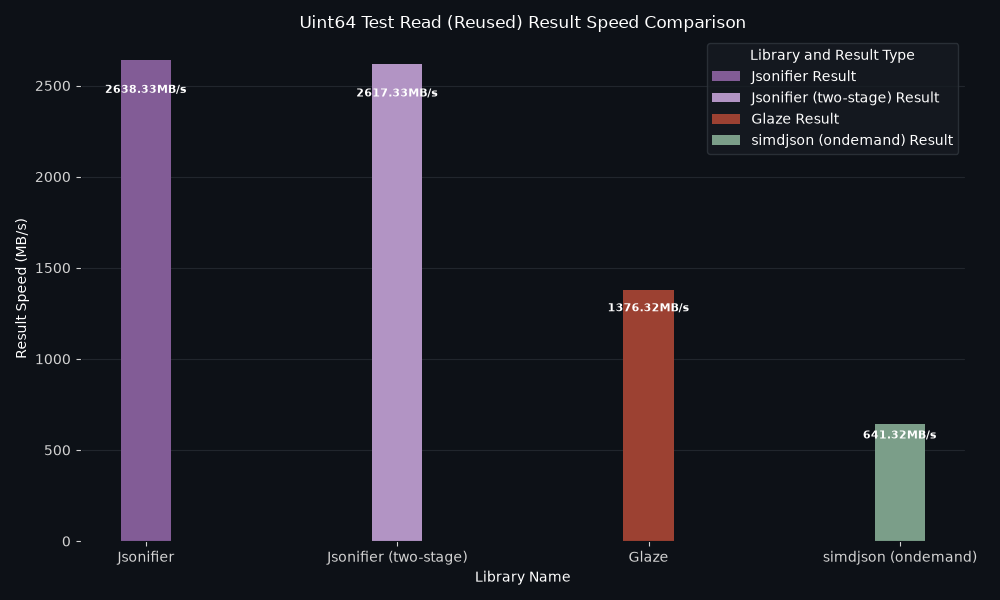 Uint64 Test Read (Reused) Result Speed Comparison
Library and Result Type
Jsonifier Result
Jsonifier (two-stage) Result
Glaze Result
simdjson (ondemand) Result
2638.33MB/s
2617.33MB/s
1376.32MB/s
641.32MB/s
Result Speed (MB/s)
2500
2000
1500
1000
500
0
Jsonifier
Jsonifier (two-stage)
Glaze
simdjson (ondemand)
Library Name